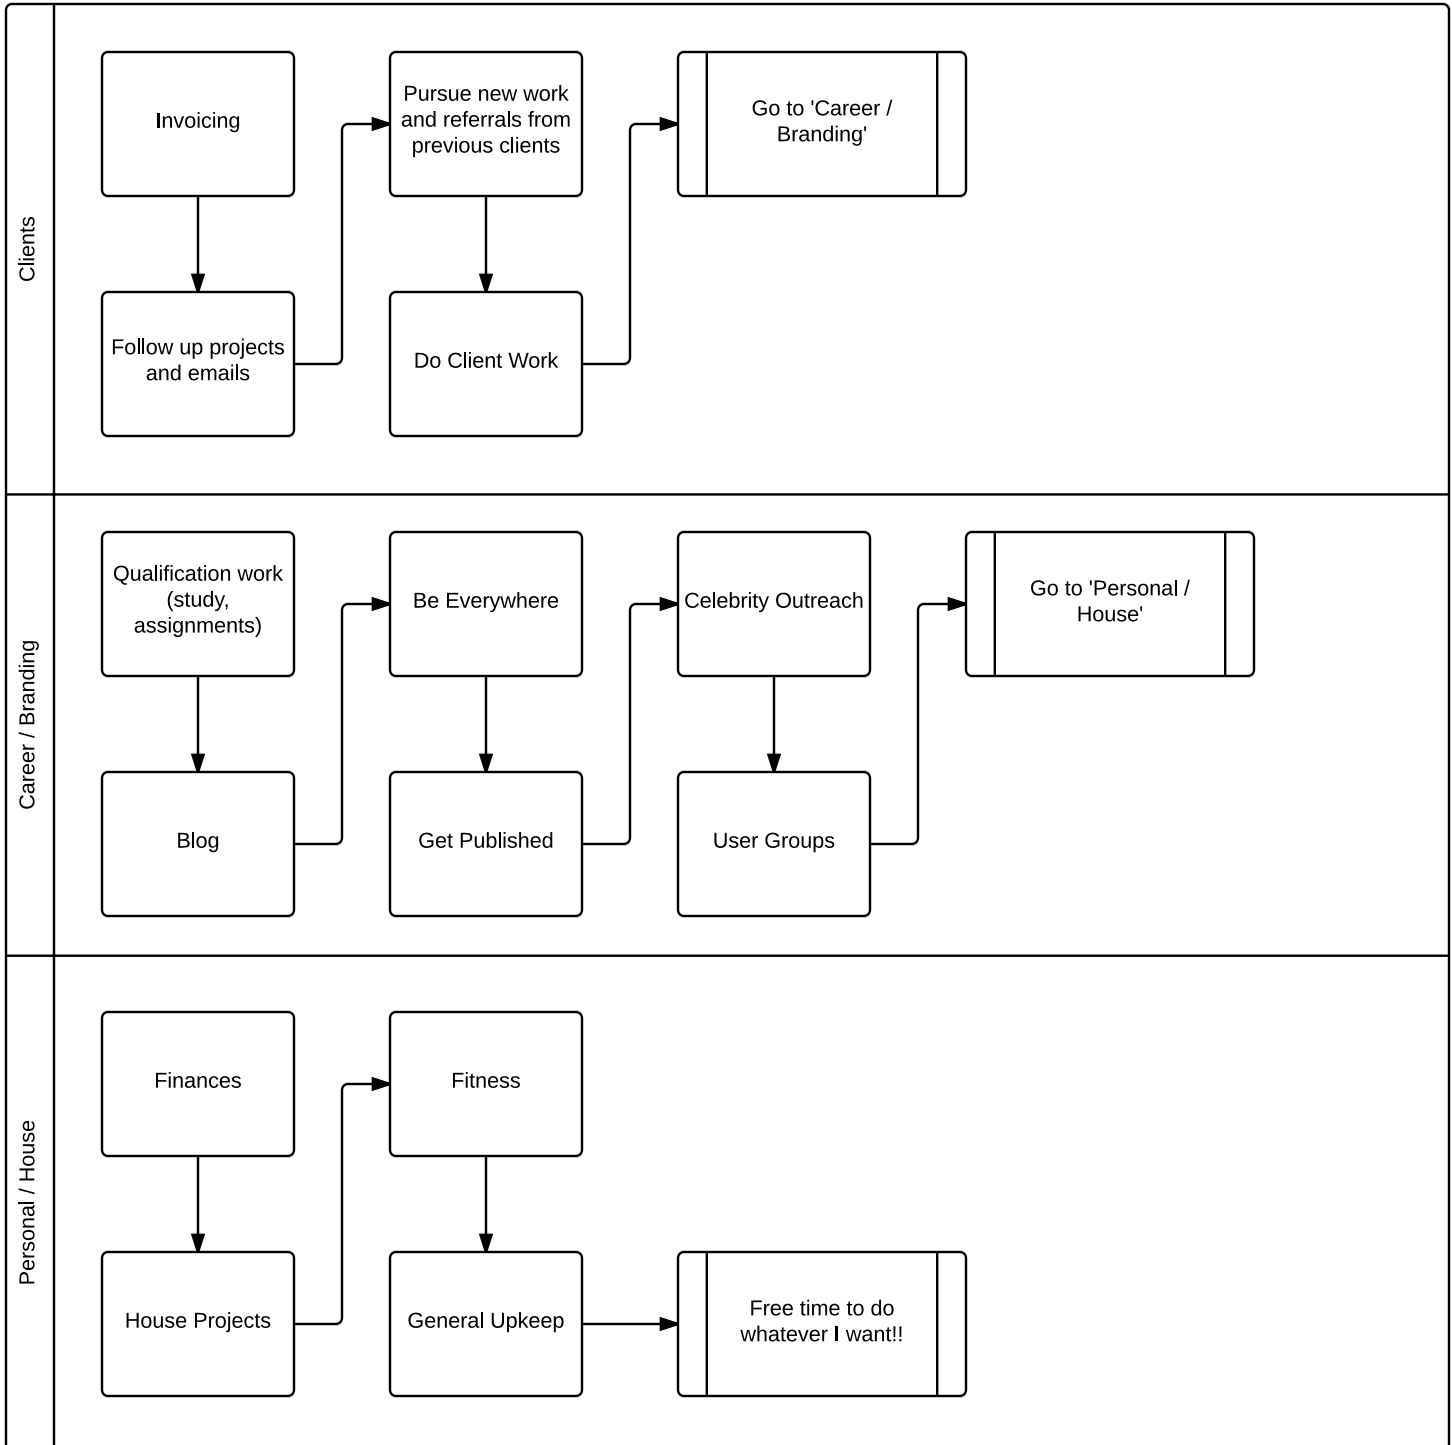 Clients
Invoicing
Follow up projects
and emails
Pursue new work
and referrals from
previous clients
Do Client Work
Go to 'Career /
Branding'
Career / Branding
Qualification work
(study,
assignments)
Blog
Be Everywhere
Get Published
Celebrity Outreach
User Groups
Go to 'Personal /
House'
Personal / House
Finances
House Projects
Fitness
General Upkeep
Free time to do
whatever I want!!